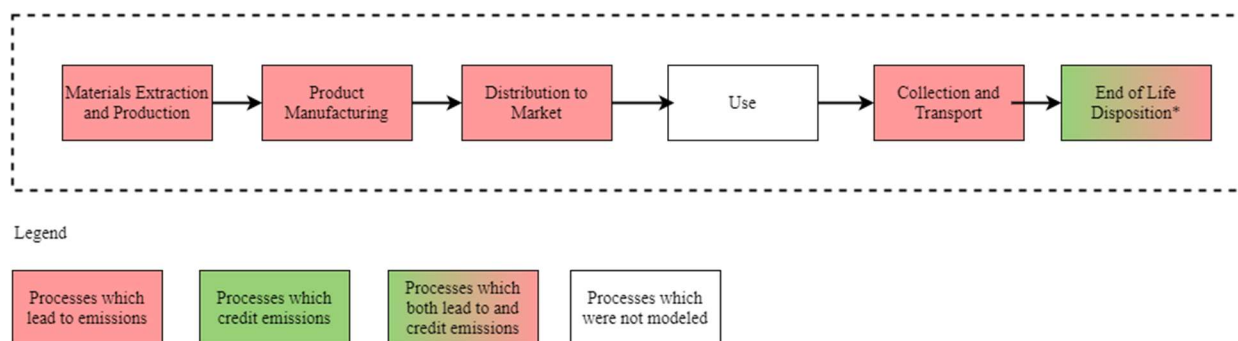 Materials Extraction
and Production
Product
Manufacturing
Distribution to
Market
Use
Collection and
Transport
End of Life
Disposition*
Legend
Processes which
lead to emissions
Processes which
credit emissions
Processes which
both lead to and
credit emissions
Processes which
were not modeled